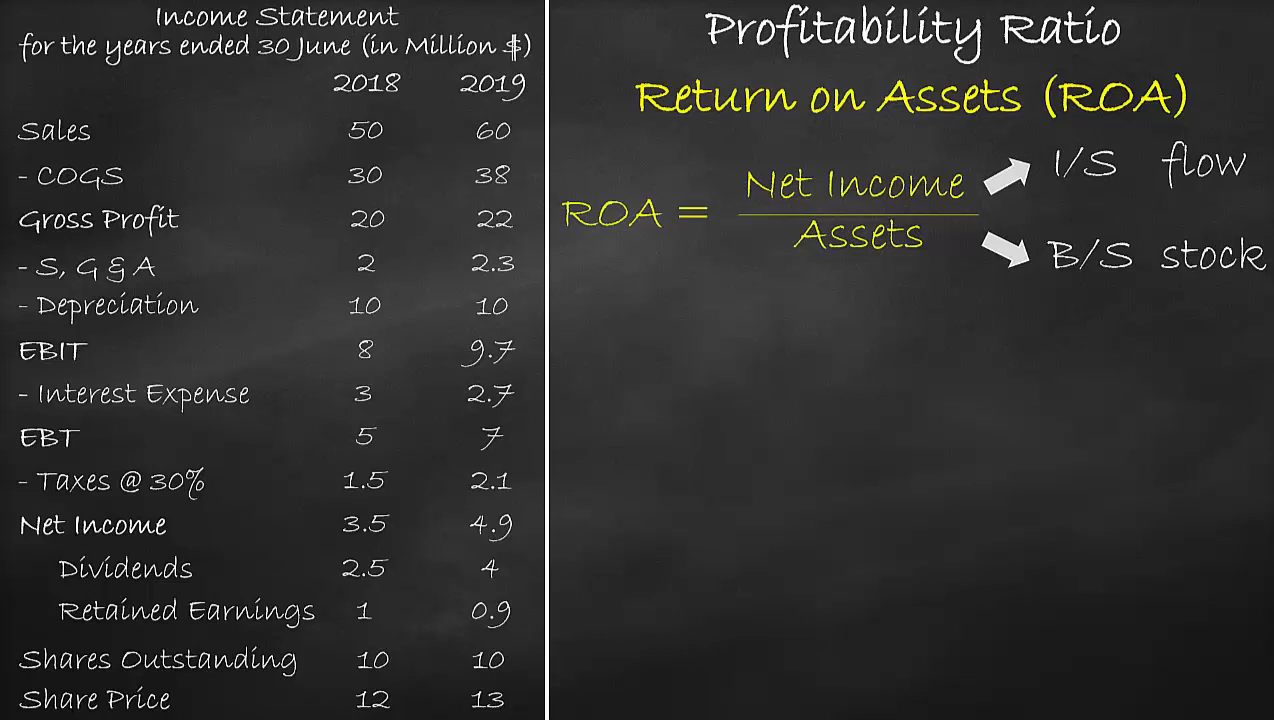 Income Statement
for the years ended 30 June (in Million $)
2018 2019
Sales 50 60
- COGS 30 38
Gross Profit 20 22
- S, G & A 2 2.3
- Depreciation 10 10
EBIT 8 9.7
- Interest Expense 3 2.7
EBT 5 7
- Taxes @ 30% 1.5 2.1
Net Income 3.5 4.9
Dividends 2.5 4
Retained Earnings 1 0.9
Shares Outstanding 10 10
Share Price 12 13
Profitability Ratio
Return on Assets (ROA)
ROA = Net Income
Assets
I/S flow
B/S stock